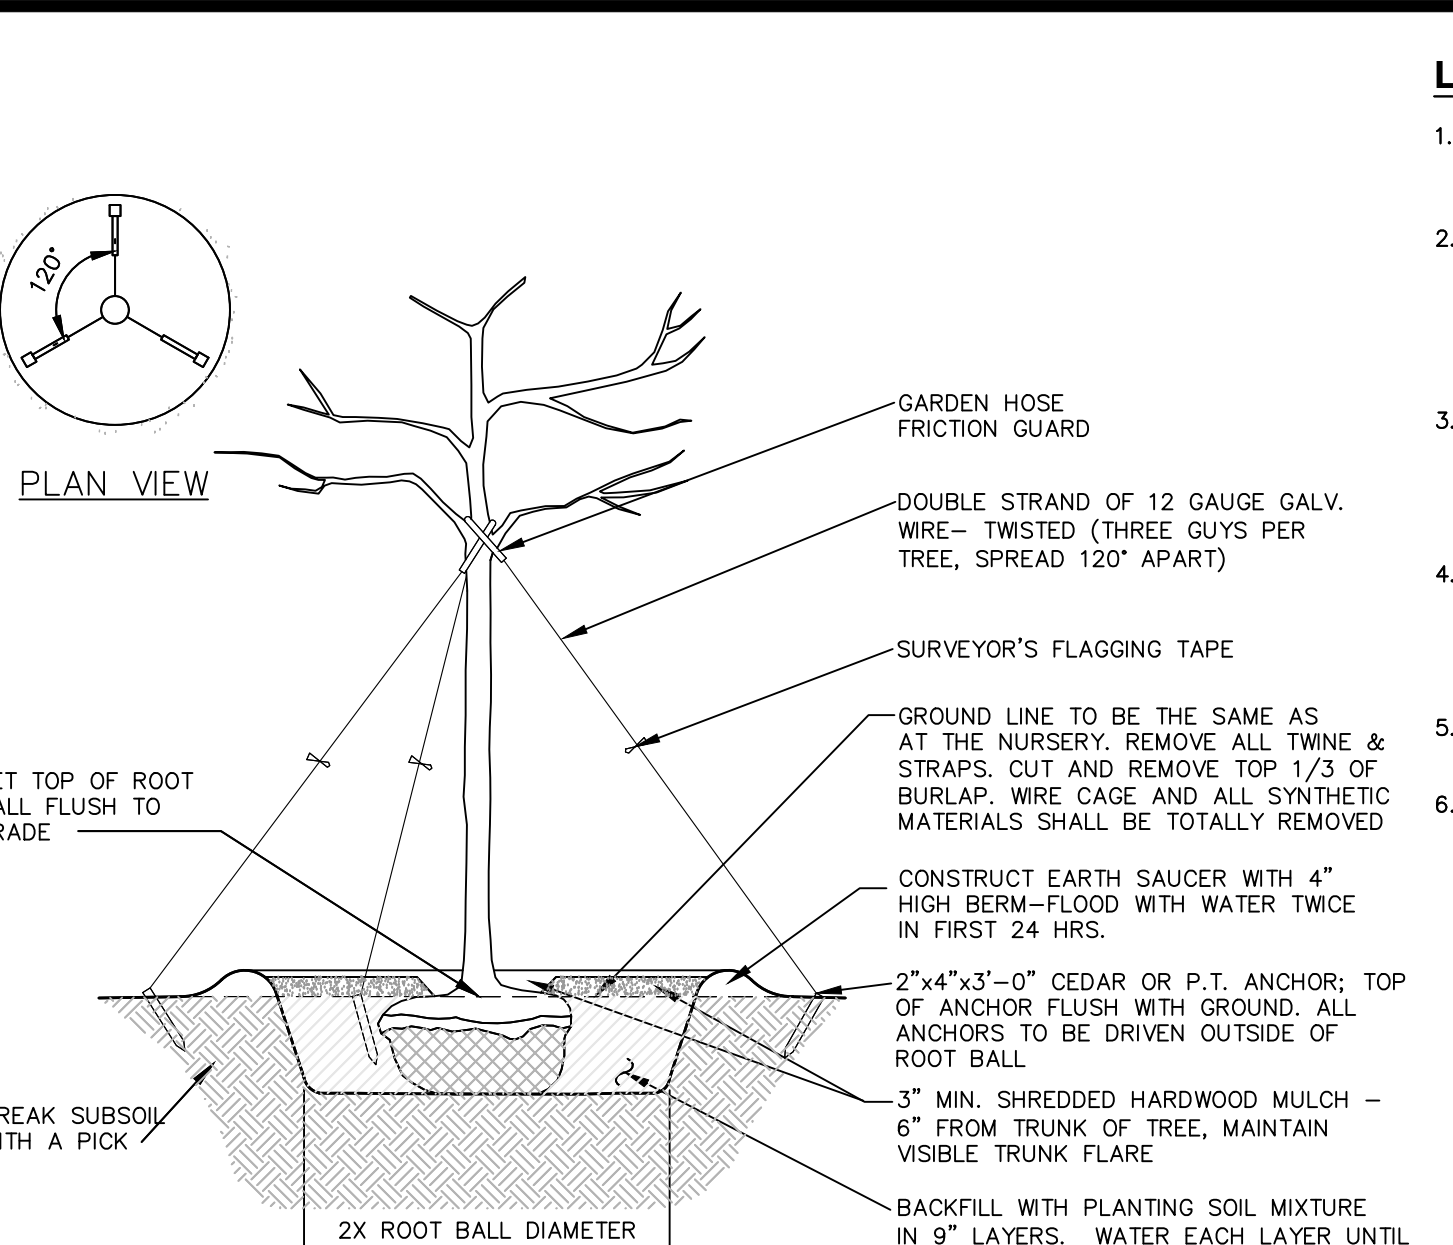 L
1.
2.
3.
4.
5.
6.
120°
PLAN VIEW
GARDEN HOSE
FRICTION GUARD
DOUBLE STRAND OF 12 GAUGE GALV.
WIRE– TWISTED (THREE GUYS PER
TREE, SPREAD 120° APART)
SURVEYOR'S FLAGGING TAPE
GROUND LINE TO BE THE SAME AS
AT THE NURSERY. REMOVE ALL TWINE &
STRAPS. CUT AND REMOVE TOP 1/3 OF
BURLAP. WIRE CAGE AND ALL SYNTHETIC
MATERIALS SHALL BE TOTALLY REMOVED
ET TOP OF ROOT
ALL FLUSH TO
RADE
CONSTRUCT EARTH SAUCER WITH 4"
HIGH BERM–FLOOD WITH WATER TWICE
IN FIRST 24 HRS.
2"x4"x3'–0" CEDAR OR P.T. ANCHOR; TOP
OF ANCHOR FLUSH WITH GROUND. ALL
ANCHORS TO BE DRIVEN OUTSIDE OF
ROOT BALL
REAK SUBSOIL
ITH A PICK
3" MIN. SHREDDED HARDWOOD MULCH –
6" FROM TRUNK OF TREE, MAINTAIN
VISIBLE TRUNK FLARE
BACKFILL WITH PLANTING SOIL MIXTURE
IN 9" LAYERS. WATER EACH LAYER UNTIL
2X ROOT BALL DIAMETER